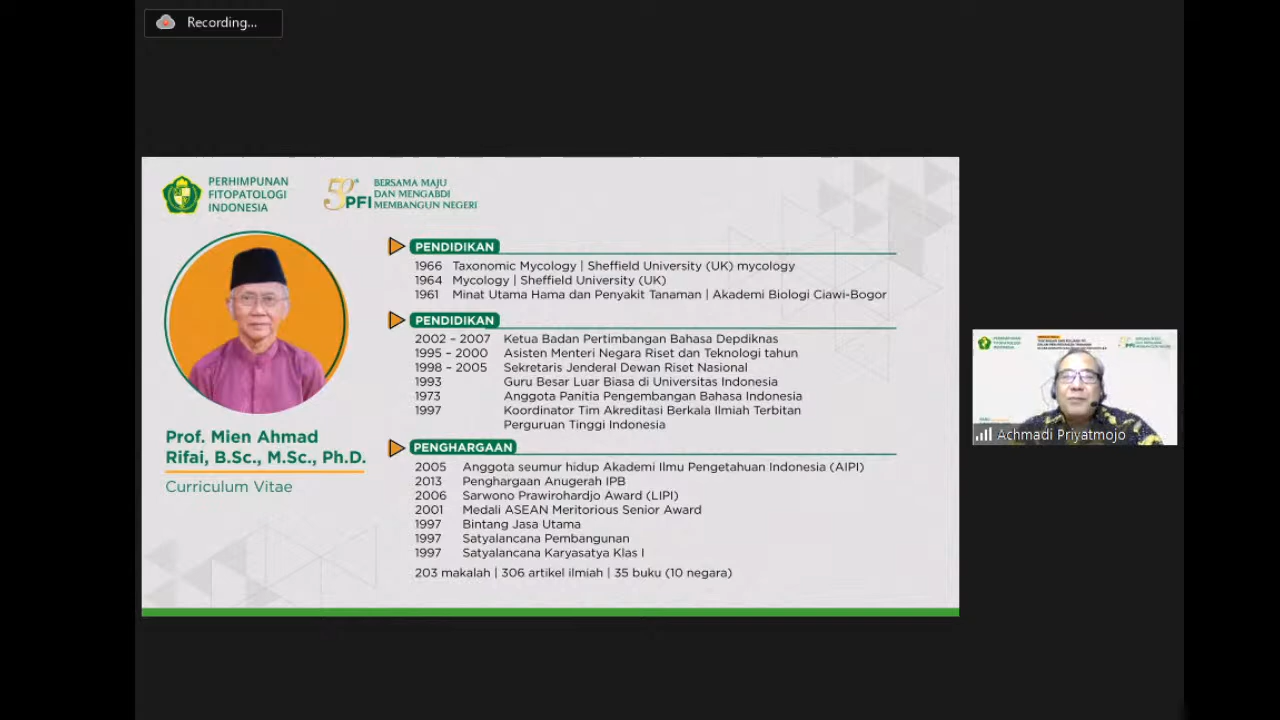 Recording...
PERHIMPUNAN
FITOPATOLOGI
INDONESIA
50 PFI
BERSAMA MAJU
DAN MENGABDI
MEMBANGUN NEGERI
Prof. Mien Ahmad
Rifai, B.Sc., M.Sc., Ph.D.
Curriculum Vitae
PENDIDIKAN
1966 Taxonomic Mycology | Sheffield University (UK) mycology
1964 Mycology | Sheffield University (UK)
1961 Minat Utama Hama dan Penyakit Tanaman | Akademi Biologi Ciawi-Bogor
PENDIDIKAN
2002 – 2007 Ketua Badan Pertimbangan Bahasa Depdiknas
1992 – 2000 Asisten Menteri Negara Riset dan Teknologi tahun
1998 – 2005 Sekretaris Jenderal Dewan Riset Nasional
1993 Guru Besar Luar Biasa di Universitas Indonesia
1973 Anggota Panitia Pengembangan Bahasa Indonesia
1997 Koordinator Tim Akreditasi Berkala Ilmiah Terbitan
Perguruan Tinggi Indonesia
PENGHARGAAN
2005 Anggota seumur hidup Akademi Ilmu Pengetahuan Indonesia (AIPI)
2013 Penghargaan Anugerah IPB
2006 Sarwono Prawirohardjo Award (LIPI)
2001 Medali ASEAN Meritorious Senior Award
1997 Bintang Jasa Utama
1997 Satyalancana Pembangunan
1997 Satyalancana Karyasatya Klas I
203 makalah | 306 artikel ilmiah | 35 buku (10 negara)
PERHIMPUNAN
FITOPATOLOGI
INDONESIA
Achmadi Priyatmojo